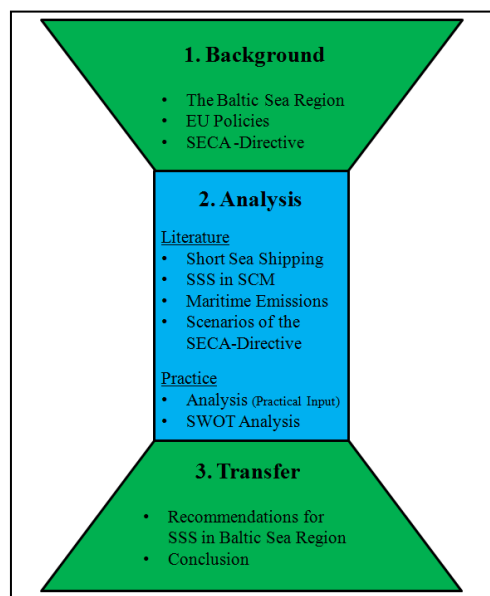 1. Background
• The Baltic Sea Region
• EU Policies
• SECA -Directive
2. Analysis
Literature
• Short Sea Shipping
• SSS in SCM
• Maritime Emissions
• Scenarios of the
SECA-Directive
Practice
• Analysis (Practical Input)
• SWOT Analysis
3. Transfer
• Recommendations for
SSS in Baltic Sea Region
• Conclusion